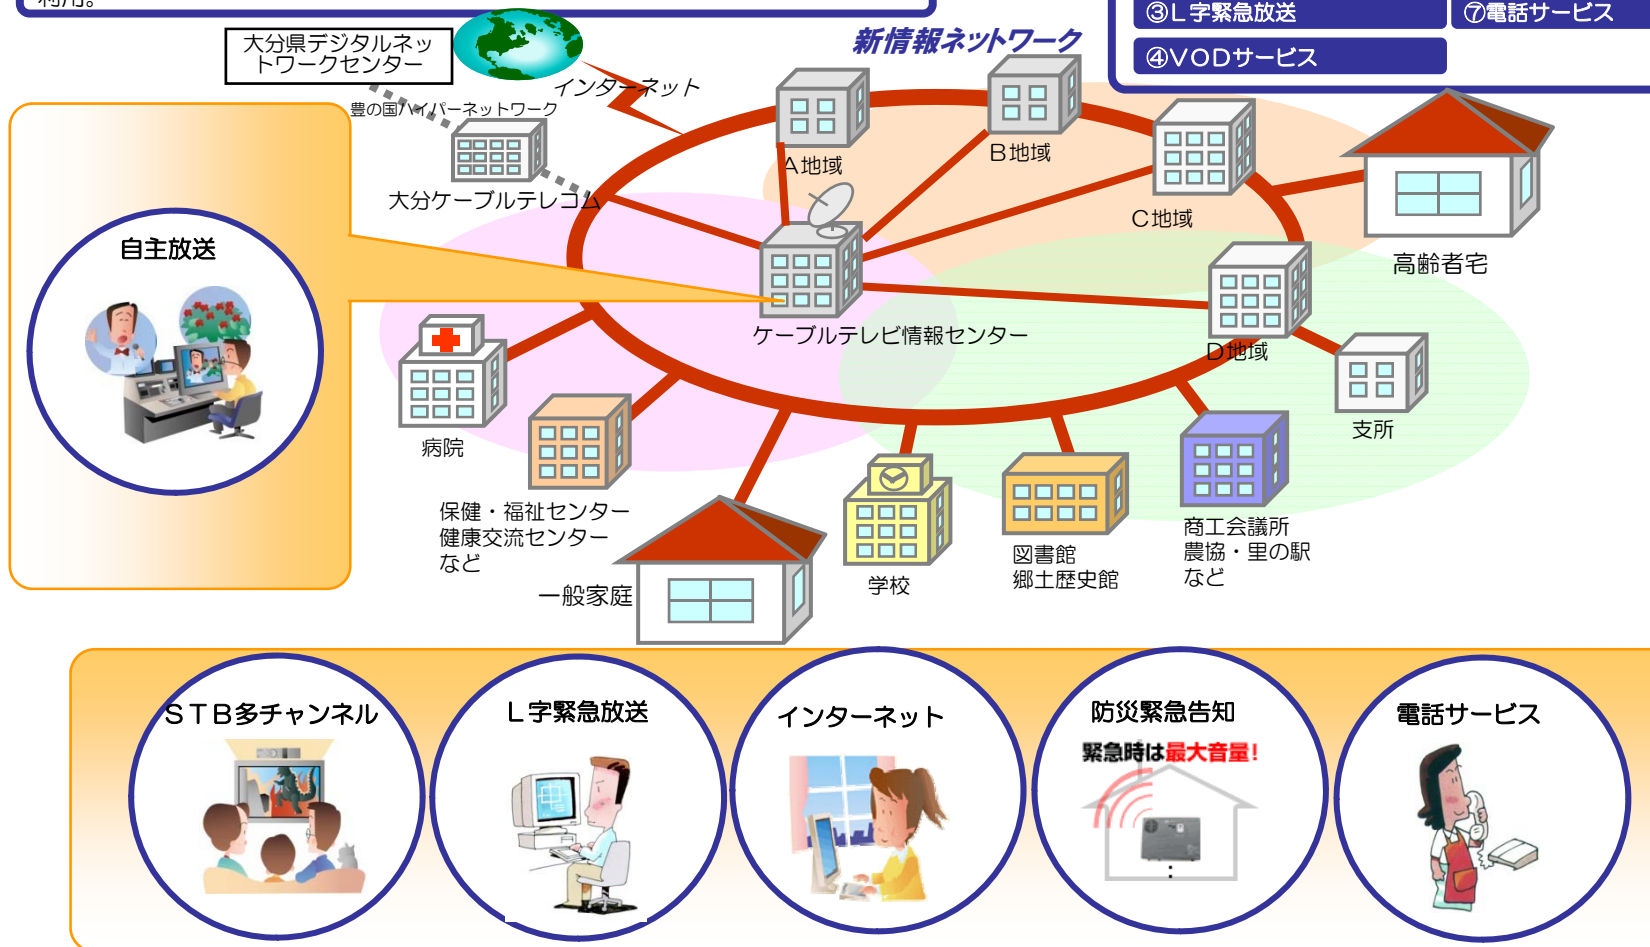 利用。
③Ｌ字緊急放送
⑦電話サービス
④ＶＯＤサービス
大分県デジタルネッ
トワークセンター
新情報ネットワーク
インターネット
豊の国ハイパーネットワーク
大分ケーブルテレコム
Ａ地域
Ｂ地域
Ｃ地域
高齢者宅
自主放送
ケーブルテレビ情報センター
Ｄ地域
支所
病院
保健・福祉センター
健康交流センター
など
一般家庭
学校
図書館
郷土歴史館
商工会議所
農協・里の駅
など
ＳＴＢ多チャンネル
Ｌ字緊急放送
インターネット
防災緊急告知
緊急時は最大音量!
電話サービス